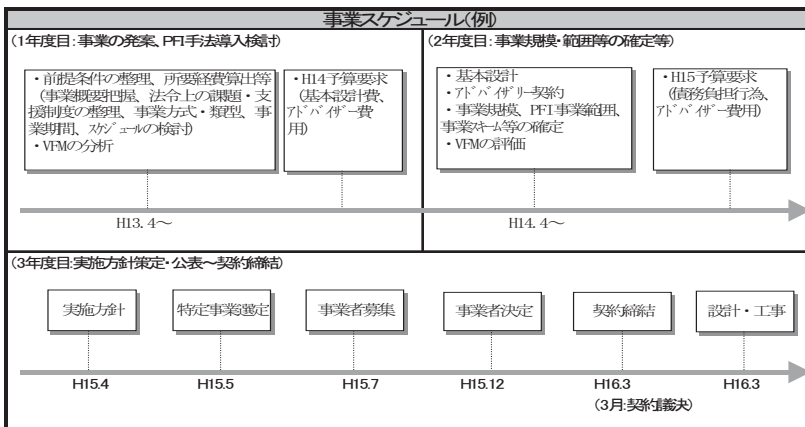 事業スケジュール(例)
(1年度目：事業の発案、PFI手法導入検討)
・前提条件の整理、所要経費算出等
(事業概要把握、法令上の課題・支
援制度の整理、事業方式・類型、事
業期間、スケジュールの検討)
・VFMの分析
・H14予算要求
(基本設計費、
アドバイザー費
用)
H13.4～
(2年度目：事業規模・範囲等の確定等)
・基本設計
・アドバイザリー契約
・事業規模、PFI事業範囲、
事業スキーム等の確定
・VFMの評価
・H15予算要求
(債務負担行為、
アドバイザー費用)
H14.4～
(3年度目:実施方針策定・公表～契約締結)
実施方針
特定事業選定
事業者募集
事業者決定
契約締結
設計・工事
H15.4
H15.5
H15.7
H15.12
H16.3
H16.3
(3月:契約議決)